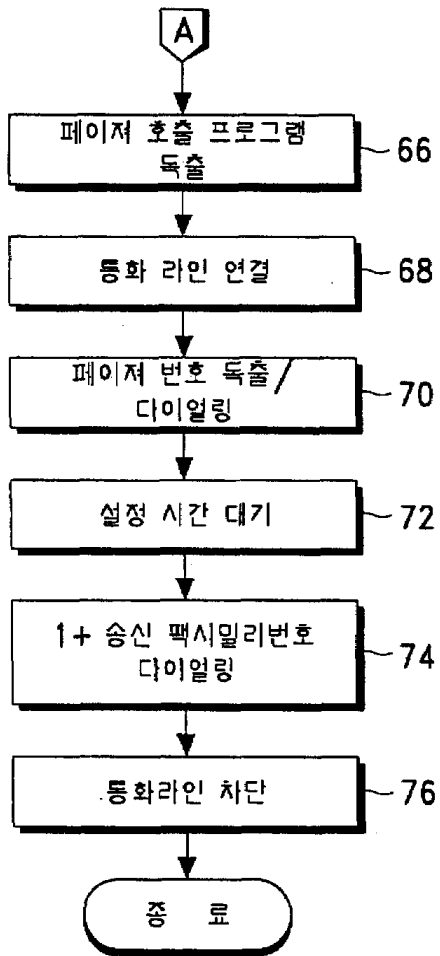 A
페이져 호출 프로그램
독출
66
통화 라인 연결
68
페이져 번호 독출/
다이얼링
70
설정 시간 대기
72
1+ 송신 팩시밀리번호
다이얼링
74
통화라인 차단
76
종 료